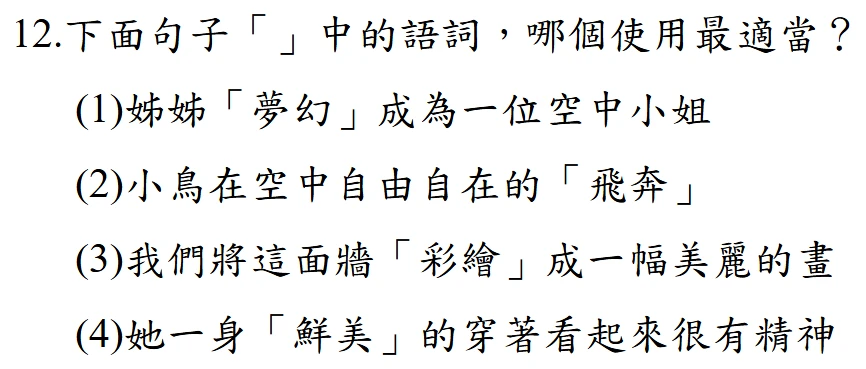 12.下面句子「」中的語詞，哪個使用最適當？
(1)姊姊「夢幻」成為一位空中小姐
(2)小鳥在空中自由自在的「飛奔」
(3)我們將這面牆「彩繪」成一幅美麗的畫
(4)她一身「鮮美」的穿著看起來很有精神